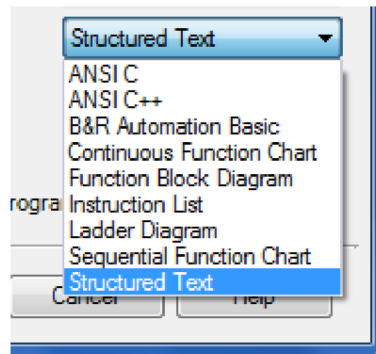 Structured Text
ANSI C
ANSI C++
B&R Automation Basic
Continuous Function Chart
Function Block Diagram
rogra Instruction List
Ladder Diagram
Sequential Function Chart
Structured Text
Cancel Help